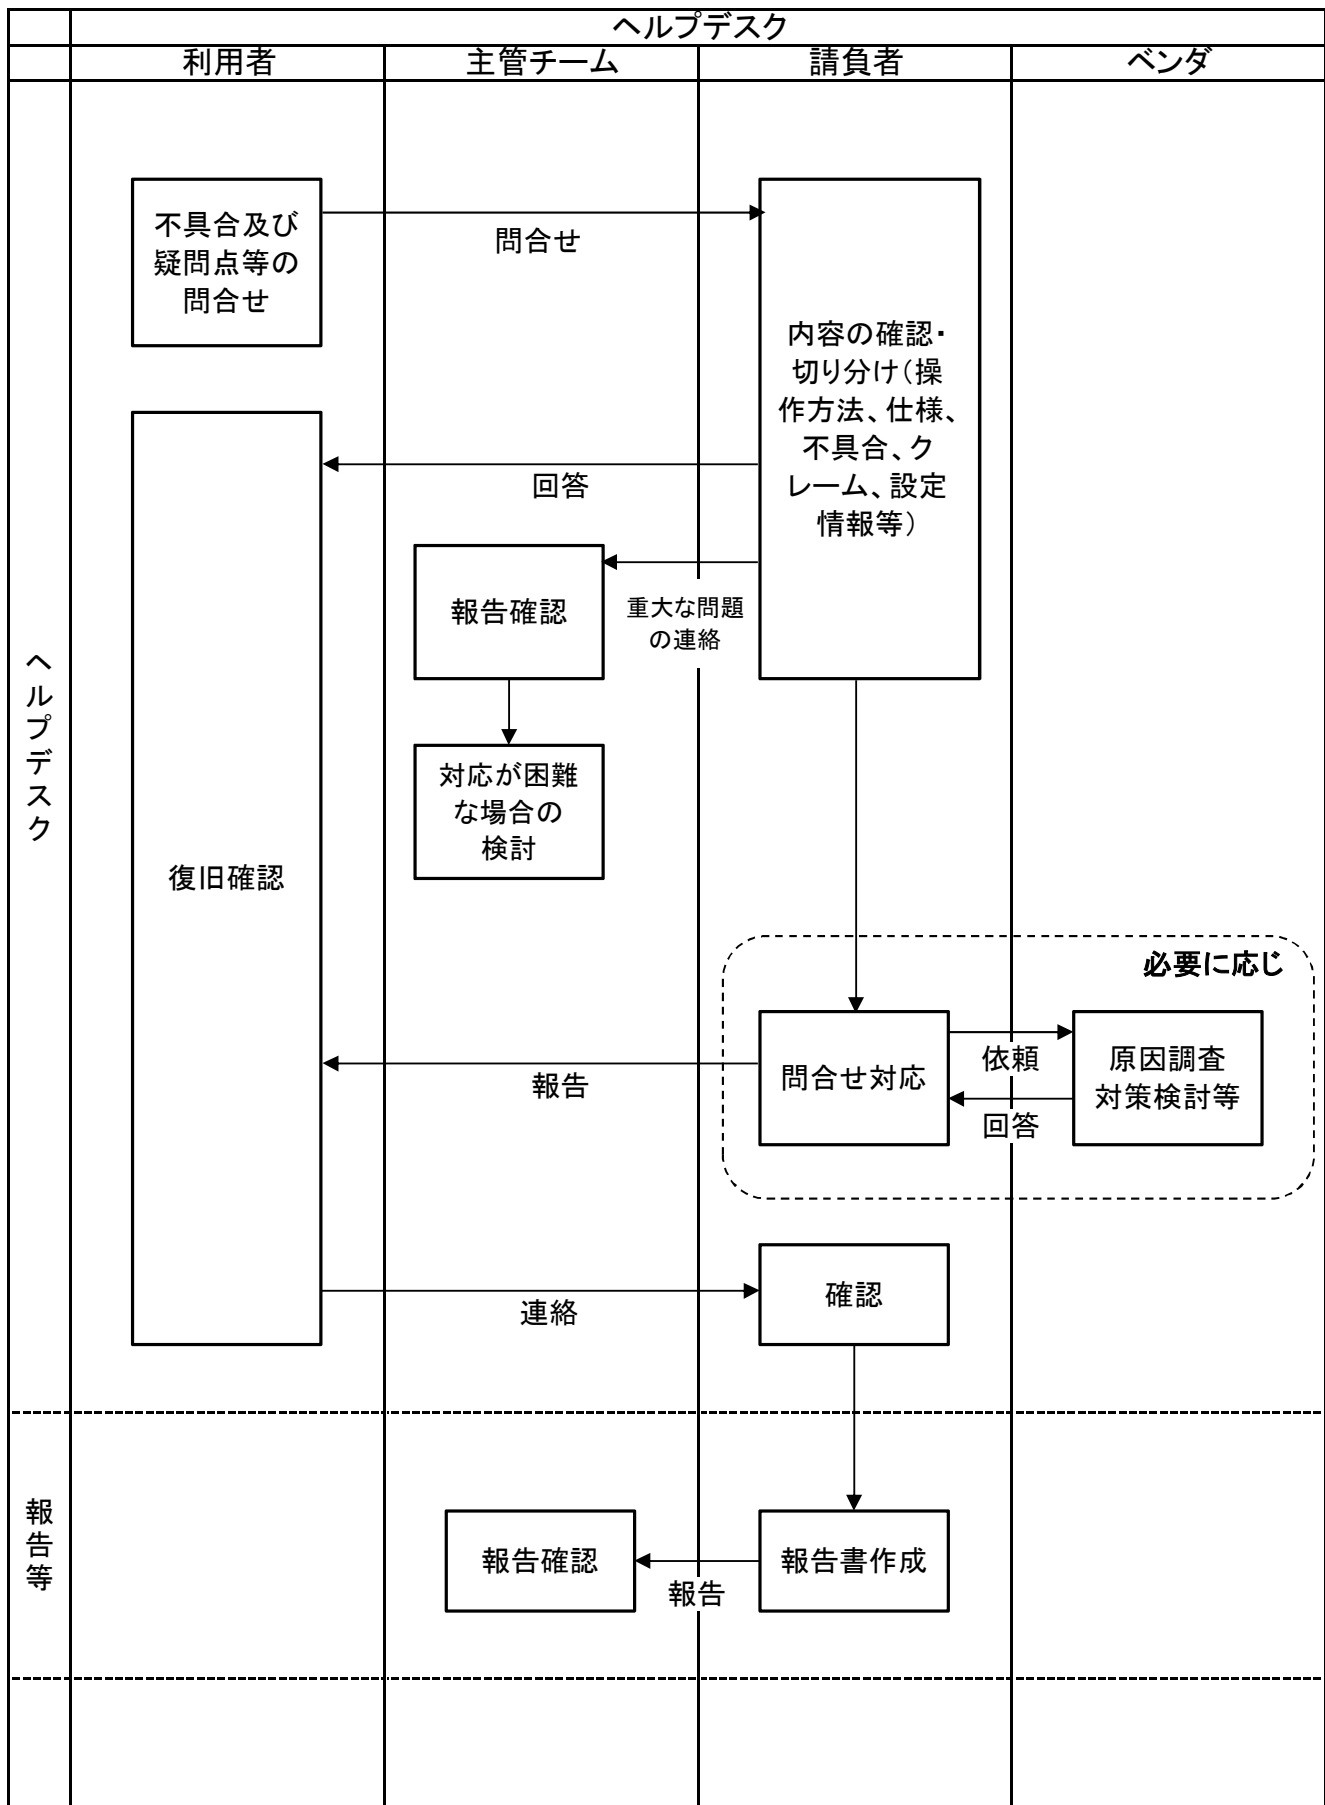 ヘルプデスク
利用者
主管チーム
請負者
ベンダ
ヘルプデスク
不具合及び
疑問点等の
問合せ
問合せ
内容の確認・
切り分け（操
作方法、仕様、
不具合、ク
レーム、設定
情報等）
回答
報告確認
重大な問題
の連絡
対応が困難
な場合の
検討
復旧確認
必要に応じ
問合せ対応
依頼
回答
原因調査
対策検討等
報告
連絡
確認
報告等
報告確認
報告
報告書作成